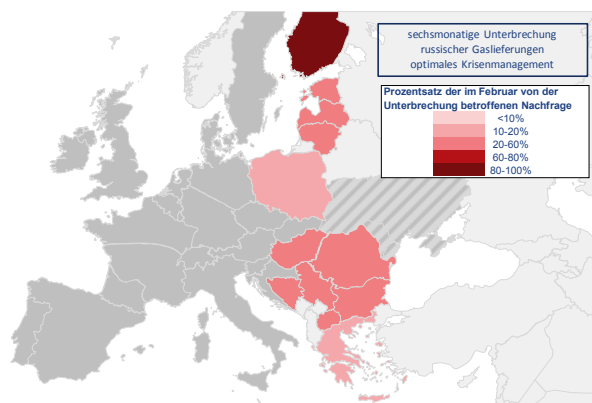 sechsmonatige Unterbrechung
russischer Gaslieferungen
optimales Krisenmanagement
Prozentsatz der im Februar von der
Unterbrechung betroffenen Nachfrage
<10%
10-20%
20-60%
60-80%
80-100%